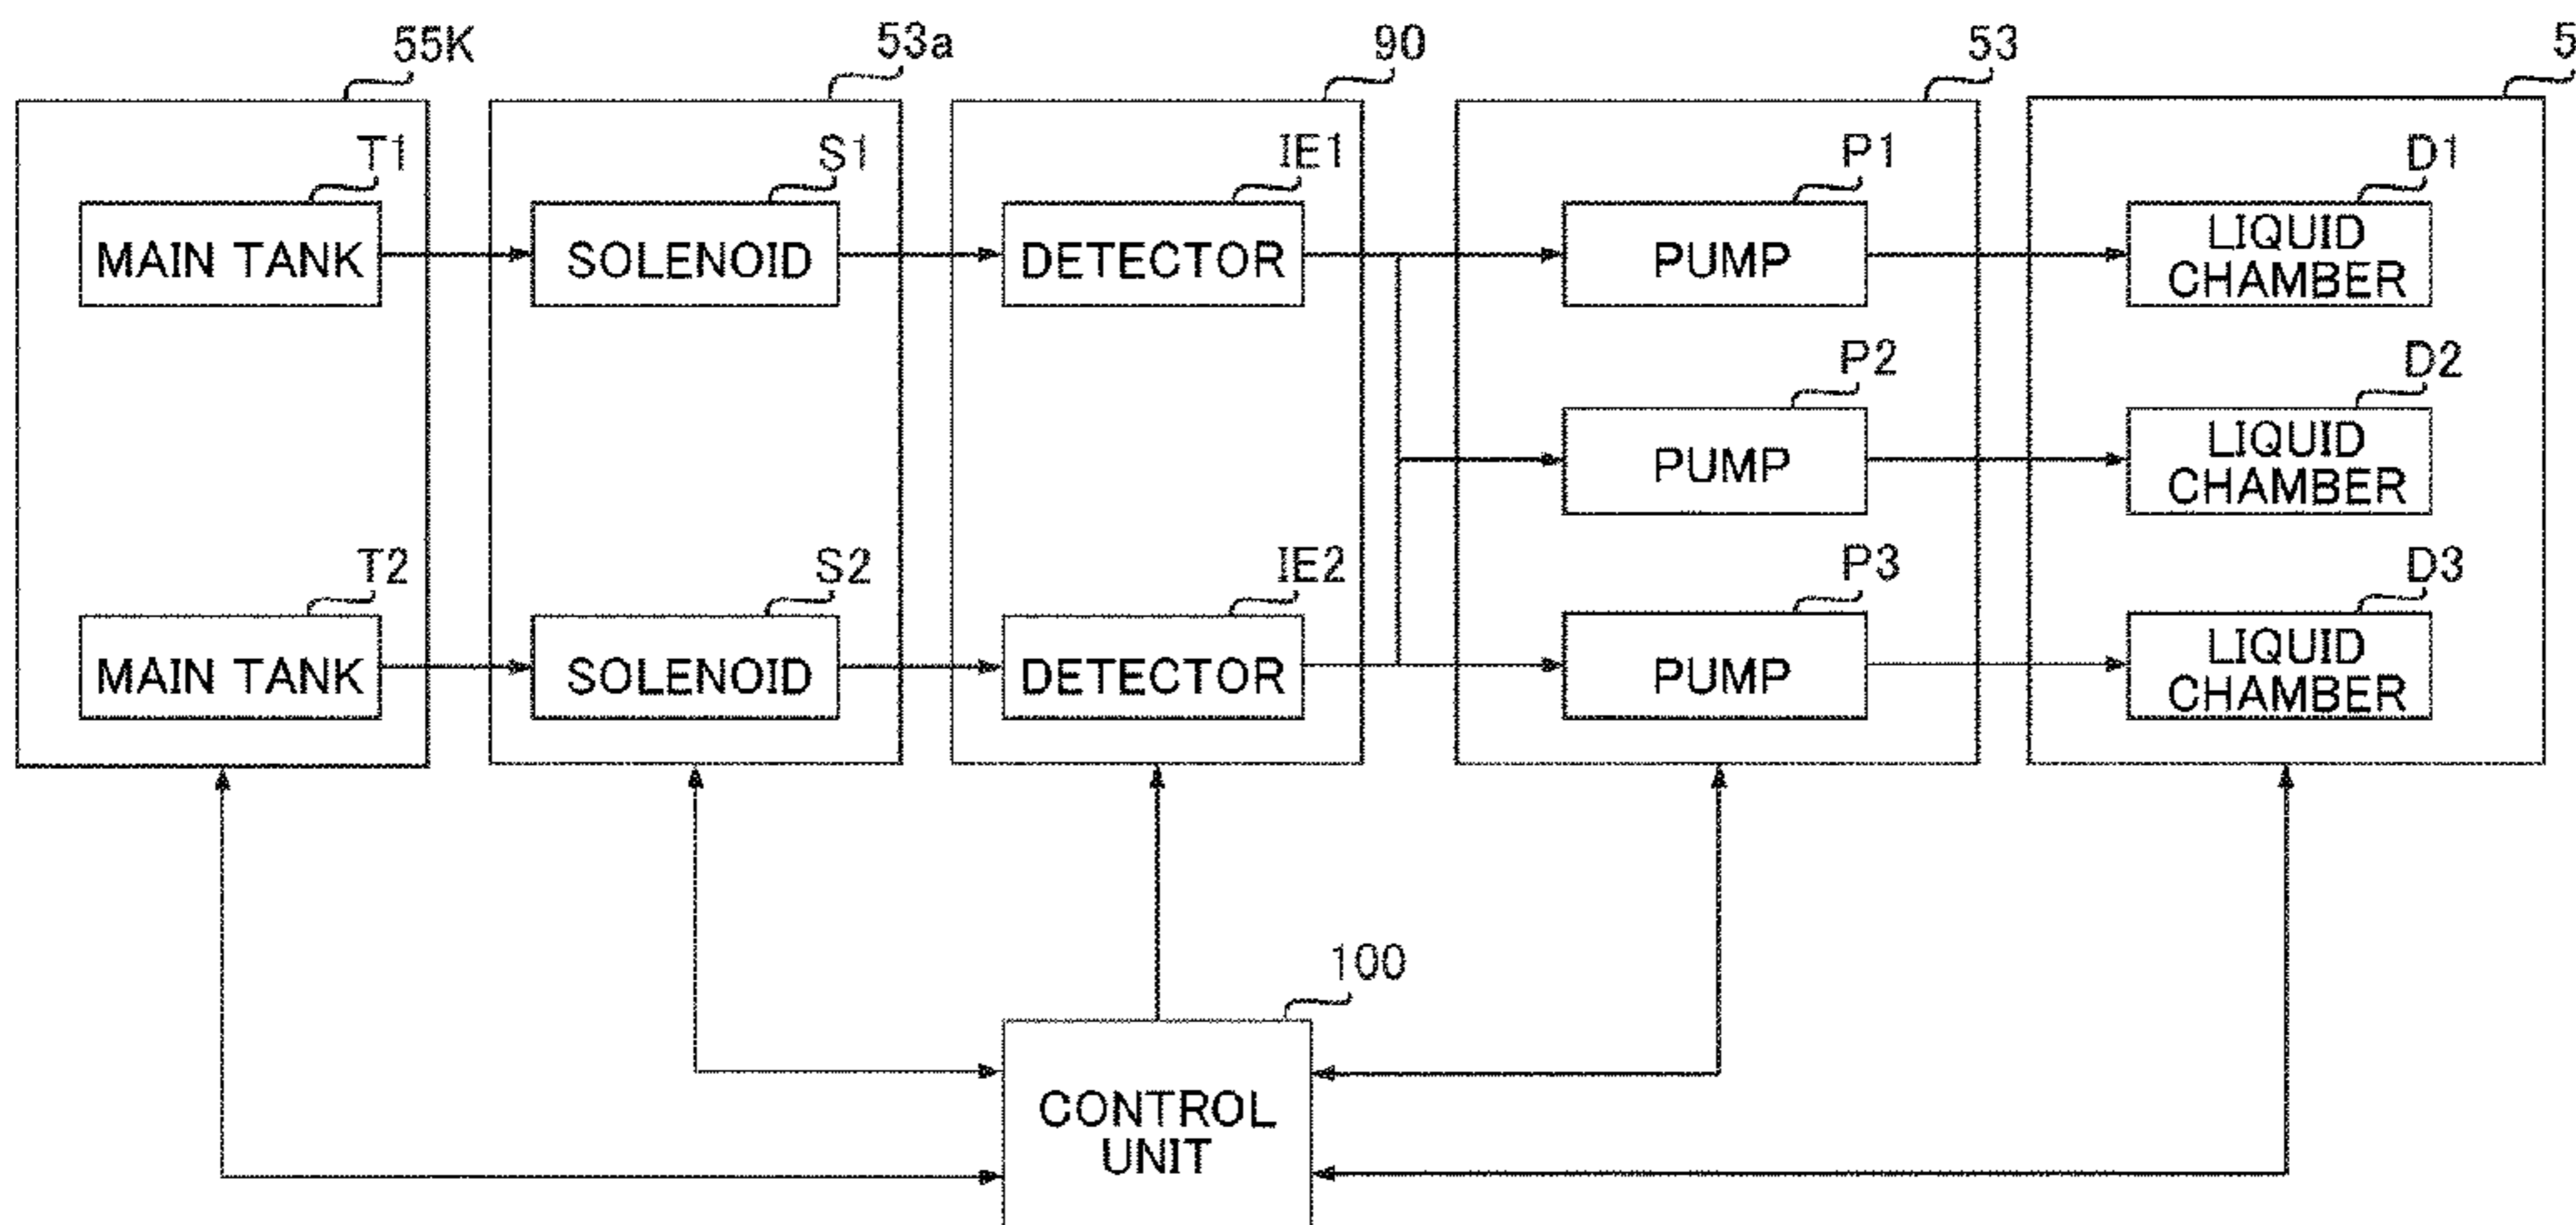 55K
53a
90
53
5
T1
S1
IE1
P1
D1
MAIN TANK
SOLENOID
DETECTOR
PUMP
LIQUID
CHAMBER
P2
D2
PUMP
LIQUID
CHAMBER
T2
S2
IE2
P3
D3
MAIN TANK
SOLENOID
DETECTOR
PUMP
LIQUID
CHAMBER
100
CONTROL
UNIT